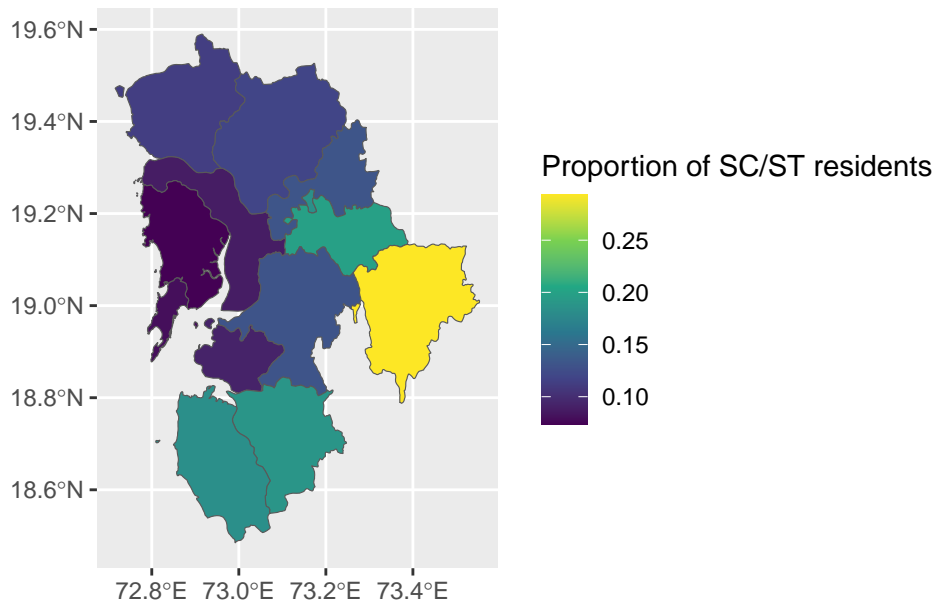 19.6°N
19.4°N
19.2°N
19.0°N
18.8°N
18.6°N
72.8°E 73.0°E 73.2°E 73.4°E
Proportion of SC/ST residents
0.25
0.20
0.15
0.10